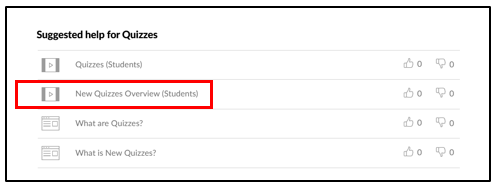 Suggested help for Quizzes
Quizzes (Students) 0 0
New Quizzes Overview (Students) 0 0
What are Quizzes? 0 0
What is New Quizzes? 0 0